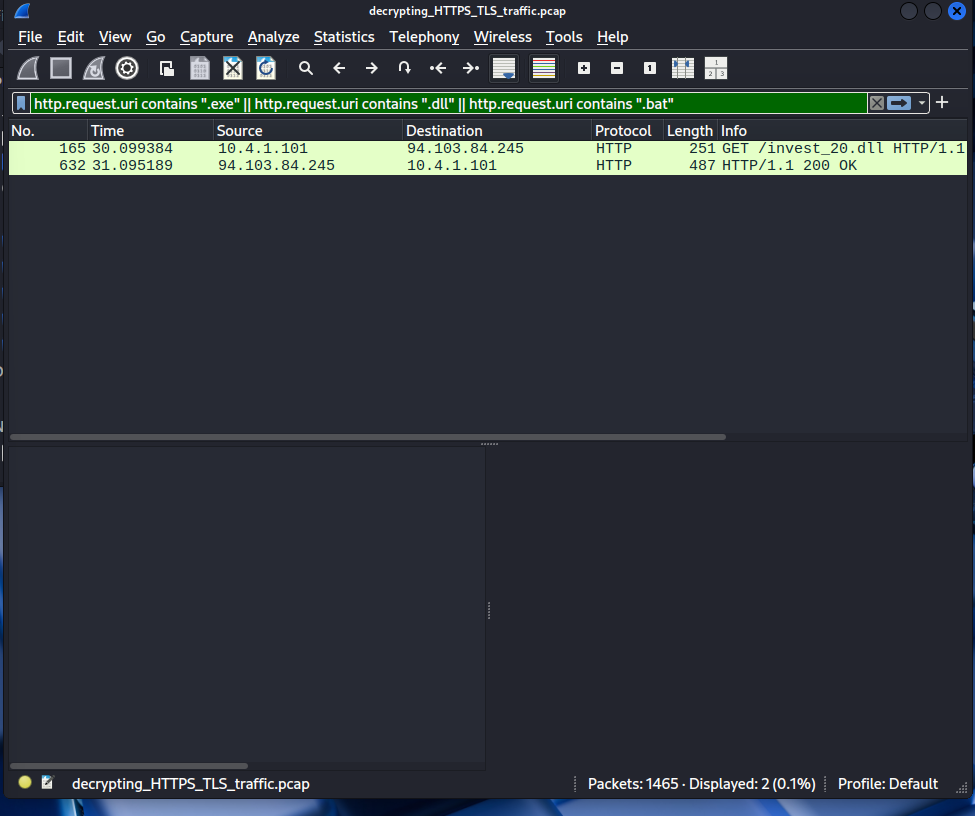 decrypting_HTTPS_TLS_traffic.pcap
File Edit View Go Capture Analyze Statistics Telephony Wireless Tools Help
http.request.uri contains ".exe" || http.request.uri contains ".dll" || http.request.uri contains ".bat"
No. Time Source Destination Protocol Length Info
165 30.099384 10.4.1.101 94.103.84.245 HTTP 251 GET /invest_20.dll HTTP/1.1
632 31.095189 94.103.84.245 10.4.1.101 HTTP 487 HTTP/1.1 200 OK
decrypting_HTTPS_TLS_traffic.pcap Packets: 1465 · Displayed: 2 (0.1%) Profile: Default